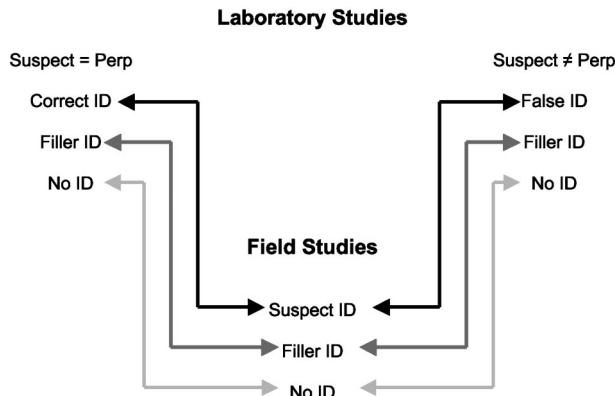 Laboratory Studies
Suspect = Perp
Suspect ≠ Perp
Correct ID
False ID
Filler ID
Filler ID
No ID
No ID
Field Studies
Suspect ID
Filler ID
No ID